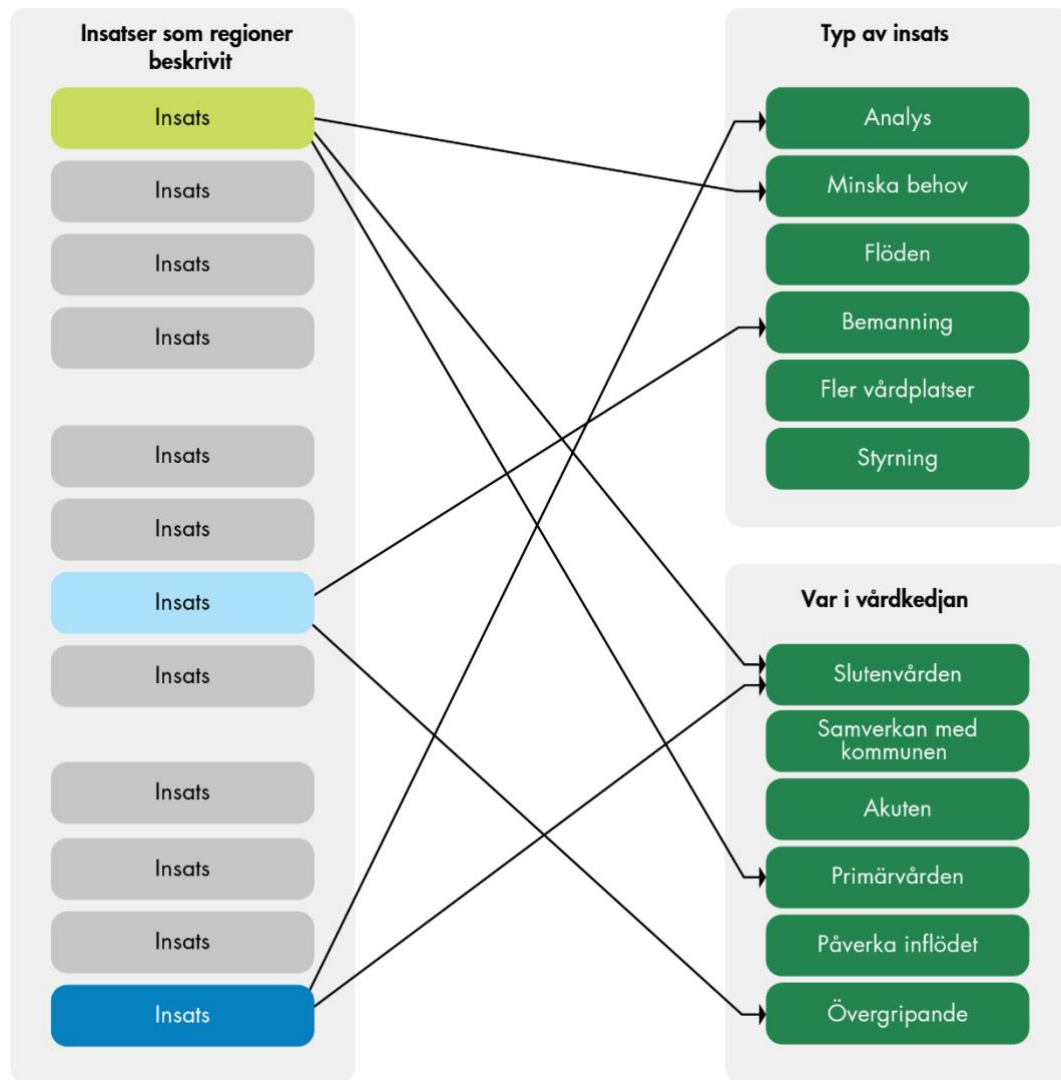 Insatser som regioner
beskrivit
Insats
Insats
Insats
Insats
Insats
Insats
Insats
Insats
Insats
Insats
Insats
Insats
Typ av insats
Analys
Minska behov
Flöden
Bemanning
Fler vårdplatser
Styrning
Var i vårdkedjan
Slutenvården
Samverkan med
kommunen
Akuten
Primärvården
Påverka inflödet
Övergripande